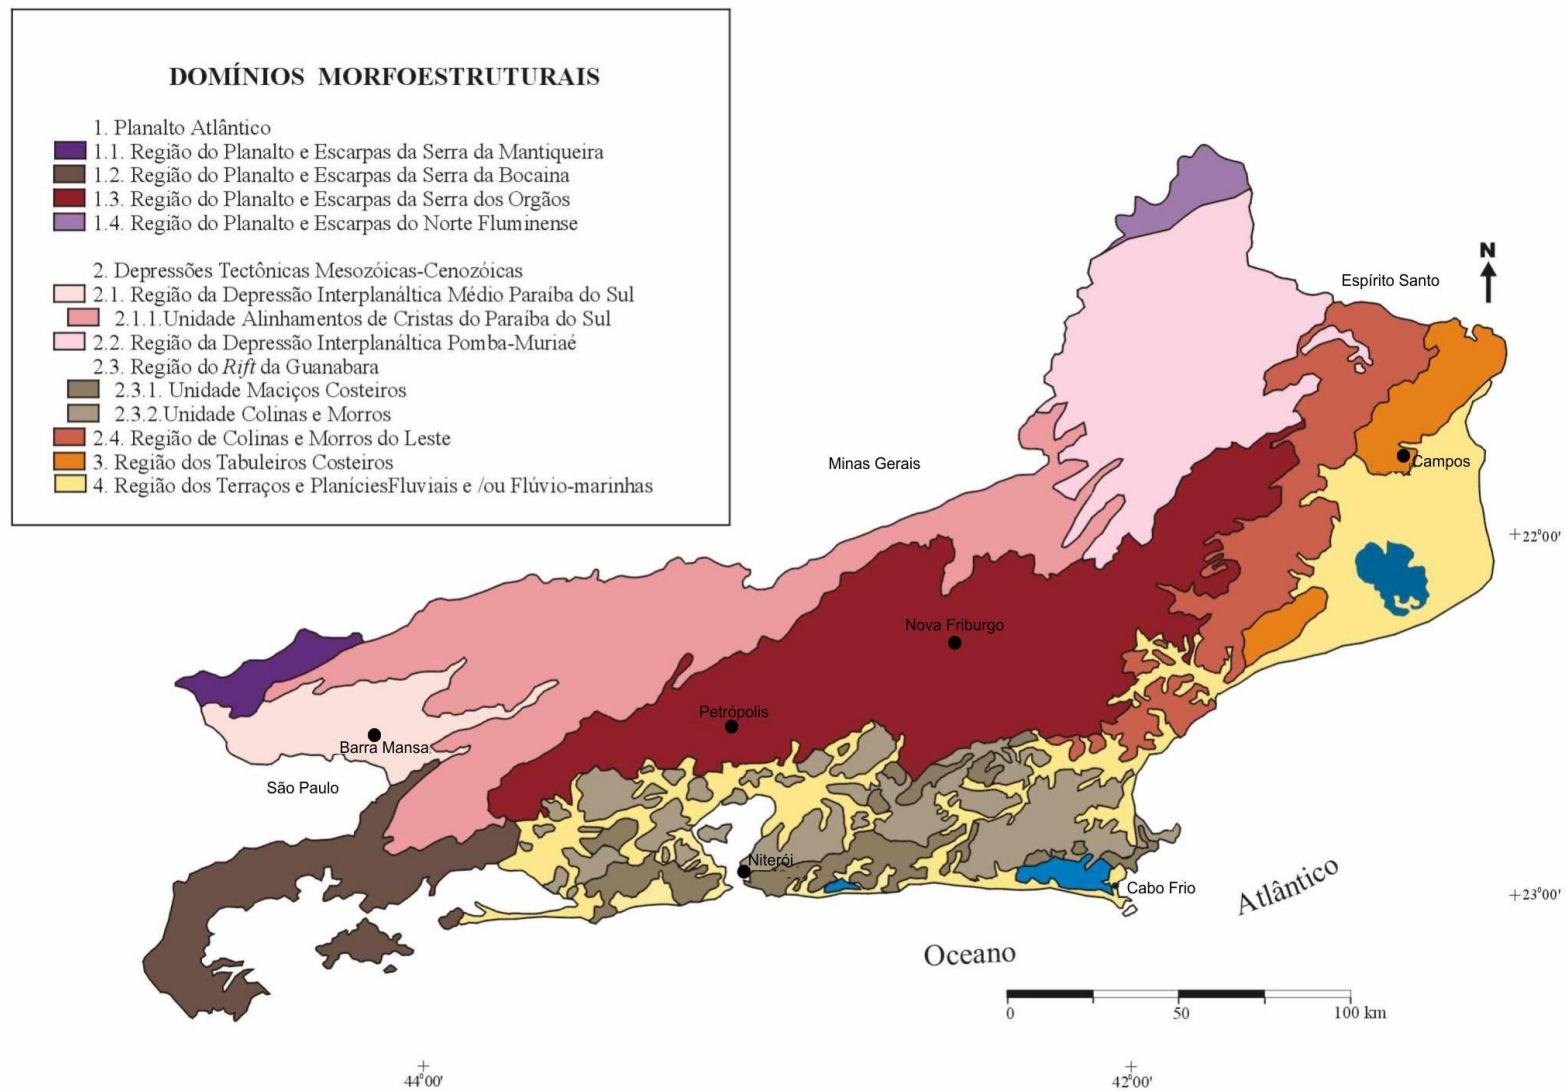 DOMÍNIOS MORFOESTRUTURAIS
1. Planalto Atlântico
1.1. Região do Planalto e Escarpas da Serra da Mantiqueira
1.2. Região do Planalto e Escarpas da Serra da Bocaina
1.3. Região do Planalto e Escarpas da Serra dos Orgãos
1.4. Região do Planalto e Escarpas do Norte Fluminense
2. Depressões Tectônicas Mesozóicas-Cenozóicas
2.1. Região da Depressão Interplanáltica Médio Paraíba do Sul
2.1.1.Unidade Alinhamentos de Cristas do Paraíba do Sul
2.2. Região da Depressão Interplanáltica Pomba-Muriaé
2.3. Região do Rift da Guanabara
2.3.1. Unidade Maciços Costeiros
2.3.2.Unidade Colinas e Morros
2.4. Região de Colinas e Morros do Leste
3. Região dos Tabuleiros Costeiros
4. Região dos Terraços e PlaníciesFluviais e /ou Flúvio-marinhas
N
Espírito Santo
Minas Gerais
Campos
22°00'
Nova Friburgo
Petrópolis
Barra Mansa
São Paulo
Niterói
Cabo Frio
23°00'
Oceano
Atlântico
0 50 100 km
44°00'
42°00'